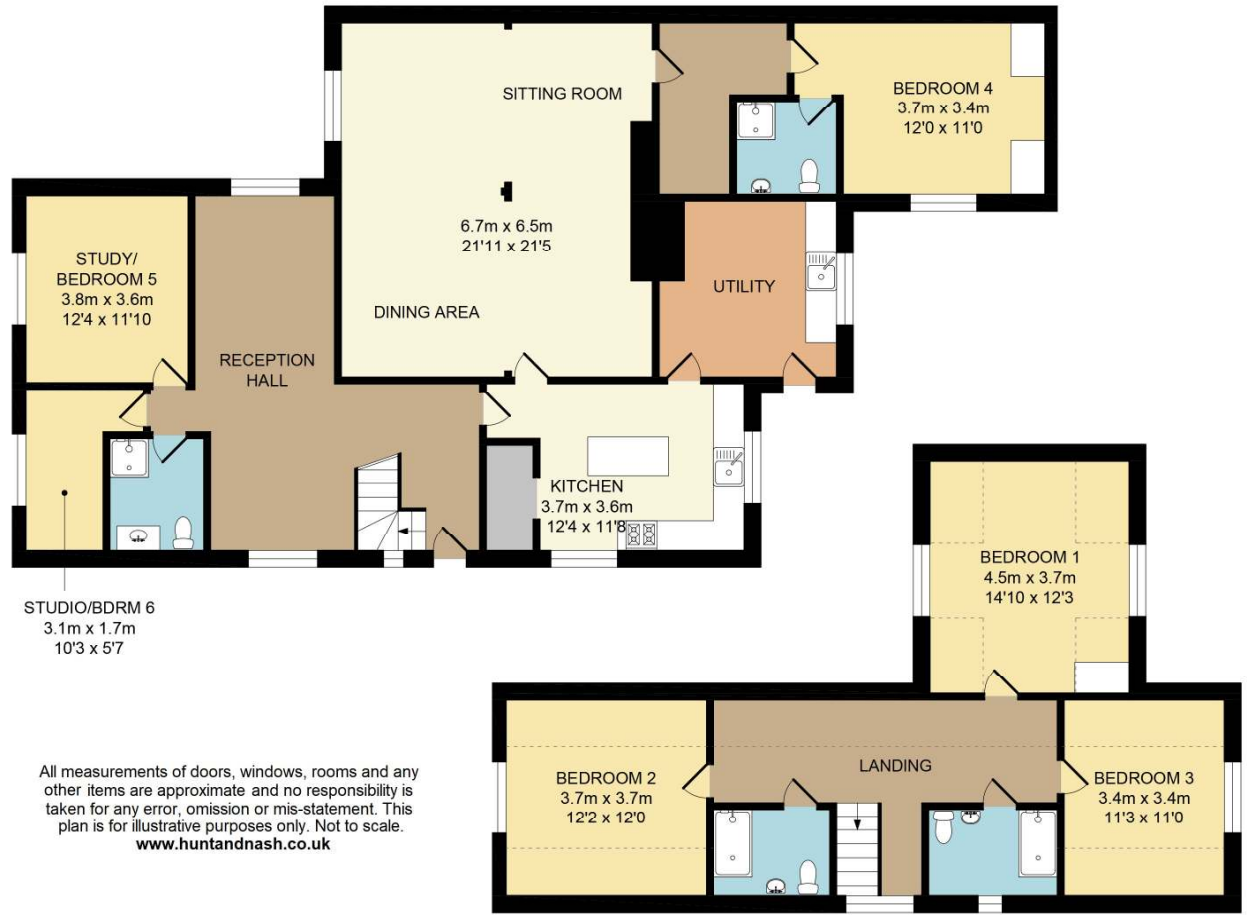 SITTING ROOM
BEDROOM 4
3.7m x 3.4m
12'0 x 11'0
6.7m x 6.5m
21'11 x 21'5
DINING AREA
STUDY/
BEDROOM 5
3.8m x 3.6m
12'4 x 11'10
RECEPTION
HALL
UTILITY
KITCHEN
3.7m x 3.6m
12'4 x 11'8
STUDIO/BDRM 6
3.1m x 1.7m
10'3 x 5'7
BEDROOM 1
4.5m x 3.7m
14'10 x 12'3
BEDROOM 2
3.7m x 3.7m
12'2 x 12'0
LANDING
BEDROOM 3
3.4m x 3.4m
11'3 x 11'0
All measurements of doors, windows, rooms and any
other items are approximate and no responsibility is
taken for any error, omission or mis-statement. This
plan is for illustrative purposes only. Not to scale.
www.huntandnash.co.uk